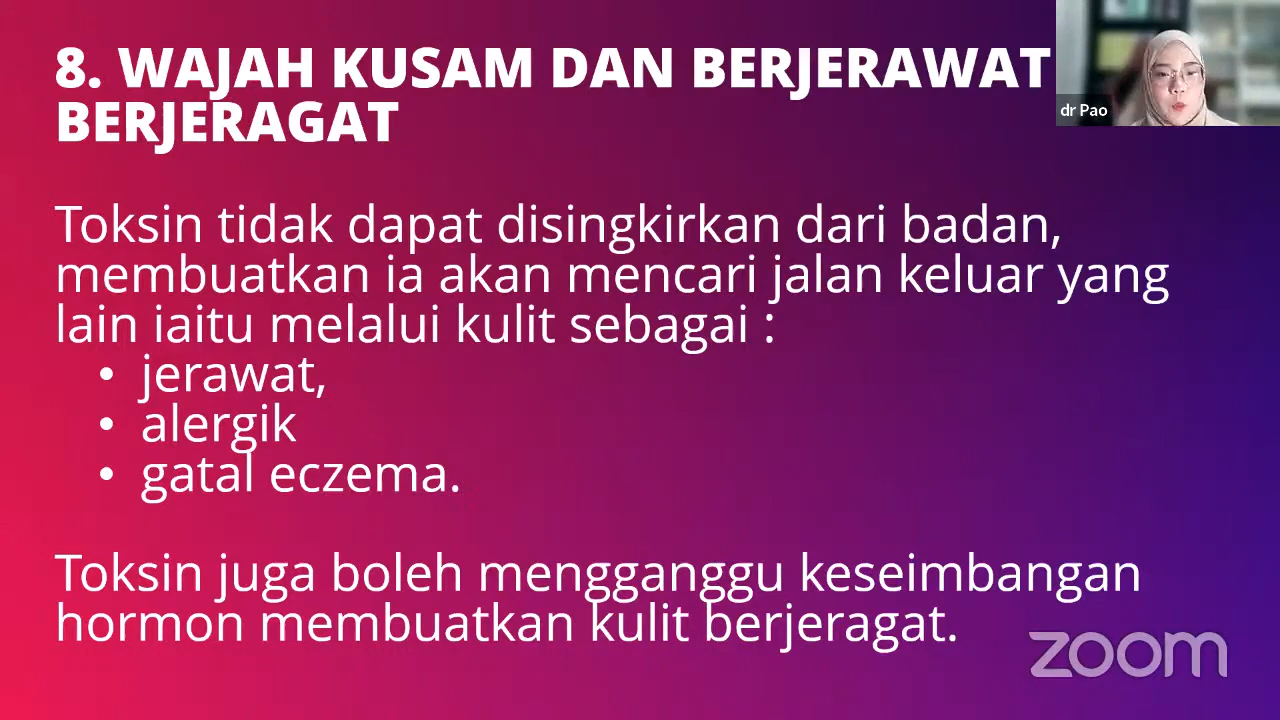 8. WAJAH KUSAM DAN BERJERAWAT
BERJERAGAT
dr Pao
Toksin tidak dapat disingkirkan dari badan,
membuatkan ia akan mencari jalan keluar yang
lain iaitu melalui kulit sebagai :
• jerawat,
• alergik
• gatal eczema.
Toksin juga boleh mengganggu keseimbangan
hormon membuatkan kulit berjeragat.
zoom